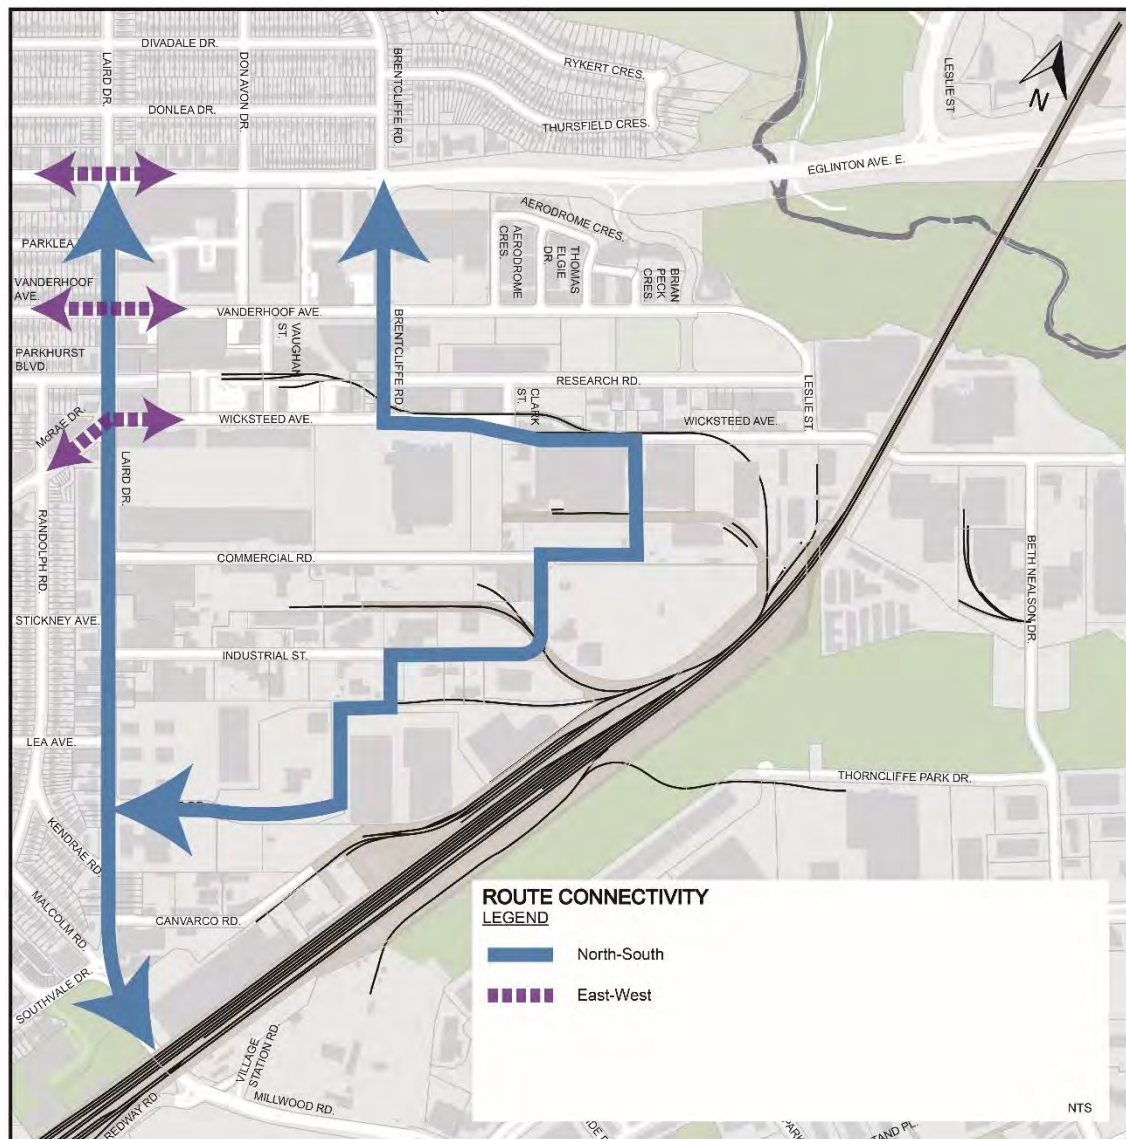 DIVADALE DR.
LAIRD DR.
DON AVON DR.
BRENTCLIFFE RD.
RYKERT CRES.
LESLIE ST
N
DONLEA DR.
THURSFIELD CRES.
EGLINTON AVE. E.
AERODROME CRES.
PARKLEA
AERODROME
CRES.
THOMAS
ELGIE
DR.
BRIAN
PECK
CRES.
VANDERHOOF
AVE.
VANDERHOOF AVE.
VAUGHAN
ST.
BRENTCLIFFE RD.
PARKHURST
BLVD.
RESEARCH RD.
LESLIE ST.
CLARK
ST.
McRAE DR.
WICKSTEED AVE.
WICKSTEED AVE.
LAIRD DR.
RANDOLPH RD.
COMMERCIAL RD.
BETH NEALSON DR.
STICKNEY AVE.
INDUSTRIAL ST.
LEA AVE.
THORNCLIFFE PARK DR.
KENDRAE RD.
MALCOLM RD.
CANVARCO RD.
SOUTHVALE DR.
ROUTE CONNECTIVITY
LEGEND
North-South
East-West
VILLAGE
STATION RD.
REDWAY RD.
MILLWOOD RD.
NTS
TAND PL.